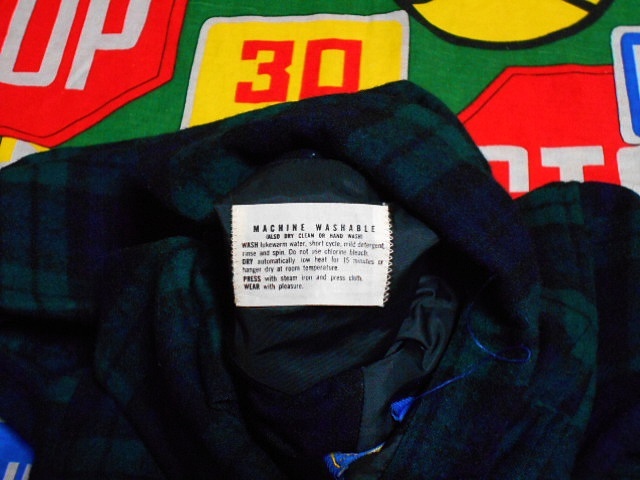 OP
30
STO
MACHINE WASHABLE
(ALSO DRY CLEAN OR HAND WASH)
WASH lukewarm water, short cycle, mild detergent,
rinse and spin. Do not use chlorine bleach.
DRY automatically low heat for 15 minutes or
hanger dry at room temperature.
PRESS with steam iron and press cloth.
WEAR with pleasure.